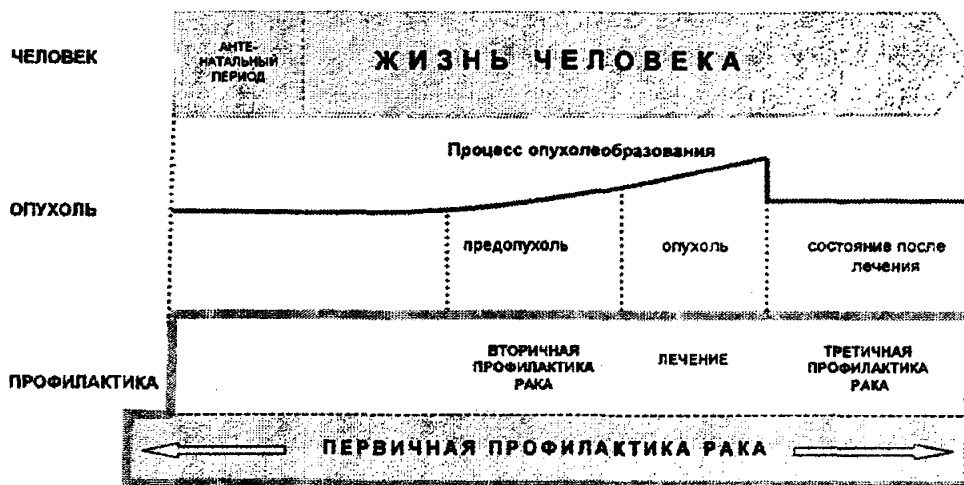 ЧЕЛОВЕК
АНТЕ-
НАТАЛЬНЫЙ
ПЕРИОД
ЖИЗНЬ ЧЕЛОВЕКА
Процесс опухолеобразования
ОПУХОЛЬ
предопухоль
опухоль
состояние после
лечения
ПРОФИЛАКТИКА
ВТОРИЧНАЯ
ПРОФИЛАКТИКА
РАКА
ЛЕЧЕНИЕ
ТРЕТИЧНАЯ
ПРОФИЛАКТИКА
РАКА
ПЕРВИЧНАЯ ПРОФИЛАКТИКА РАКА